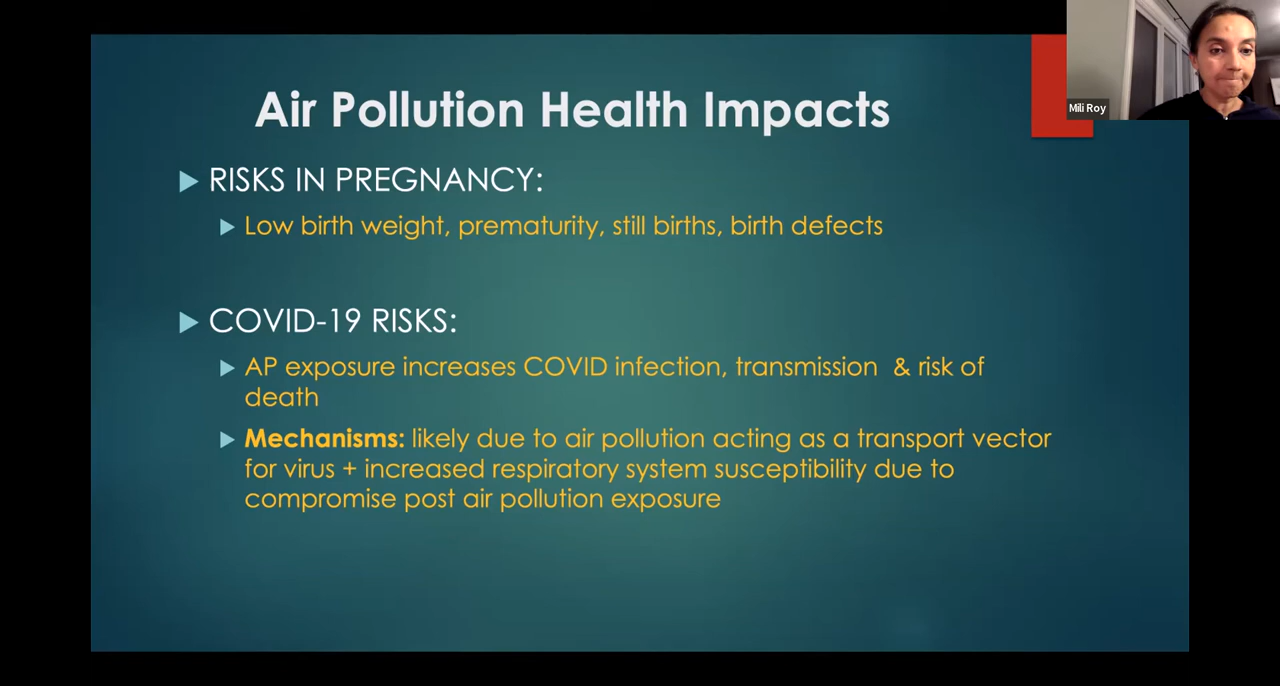 Air Pollution Health Impacts
Mili Roy
RISKS IN PREGNANCY:
Low birth weight, prematurity, still births, birth defects
COVID-19 RISKS:
AP exposure increases COVID infection, transmission & risk of
death
Mechanisms: likely due to air pollution acting as a transport vector
for virus + increased respiratory system susceptibility due to
compromise post air pollution exposure